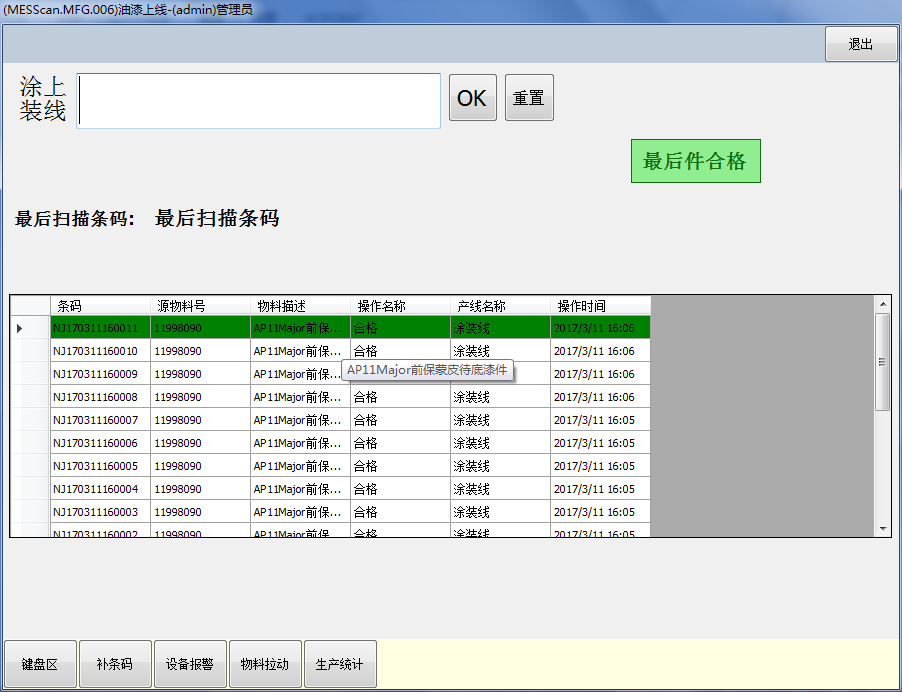 (MESScan.MFG.006)油漆上线-(admin)管理员
退出
涂上
装线
OK
重置
最后件合格
最后扫描条码: 最后扫描条码
条码 源物料号 物料描述 操作名称 产线名称 操作时间
NJ170311160011 11998090 AP11Major前保... 合格 涂装线 2017/3/11 16:06
NJ170311160010 11998090 AP11Major前保... 合格 涂装线 2017/3/11 16:06
NJ170311160009 11998090 AP11Major前保 2017/3/11 16:06
AP11Major前保蒙皮待底漆件
NJ170311160008 11998090 AP11Major前保... 合格 涂装线 2017/3/11 16:06
NJ170311160007 11998090 AP11Major前保... 合格 涂装线 2017/3/11 16:05
NJ170311160006 11998090 AP11Major前保... 合格 涂装线 2017/3/11 16:05
NJ170311160005 11998090 AP11Major前保... 合格 涂装线 2017/3/11 16:05
NJ170311160004 11998090 AP11Major前保... 合格 涂装线 2017/3/11 16:05
NJ170311160003 11998090 AP11Major前保... 合格 涂装线 2017/3/11 16:05
NJ170311160002 11998090 AP11Major前保... 合格 涂装线 2017/3/11 16:05
键盘区 补条码 设备报警 物料拉动 生产统计